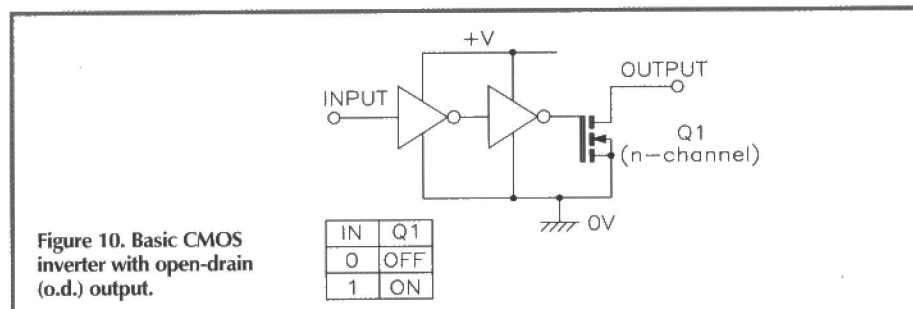 +V
OUTPUT
INPUT
Q1
(n-channel)
0V
Figure 10. Basic CMOS
inverter with open-drain
(o.d.) output.
IN Q1
0 OFF
1 ON